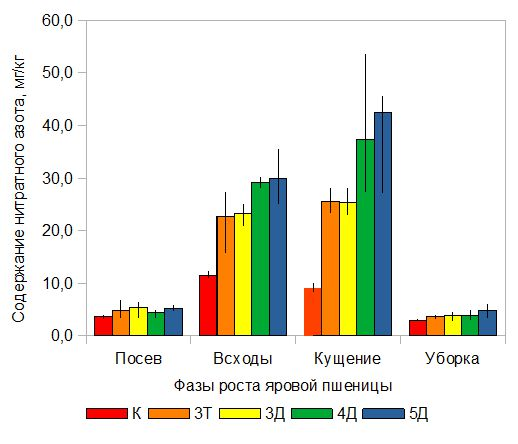 Содержание нитратного азота, мг/кг
60,0
50,0
40,0
30,0
20,0
10,0
0,0
Посев Всходы Кущение Уборка
Фазы роста яровой пшеницы
К 3Т 3Д 4Д 5Д